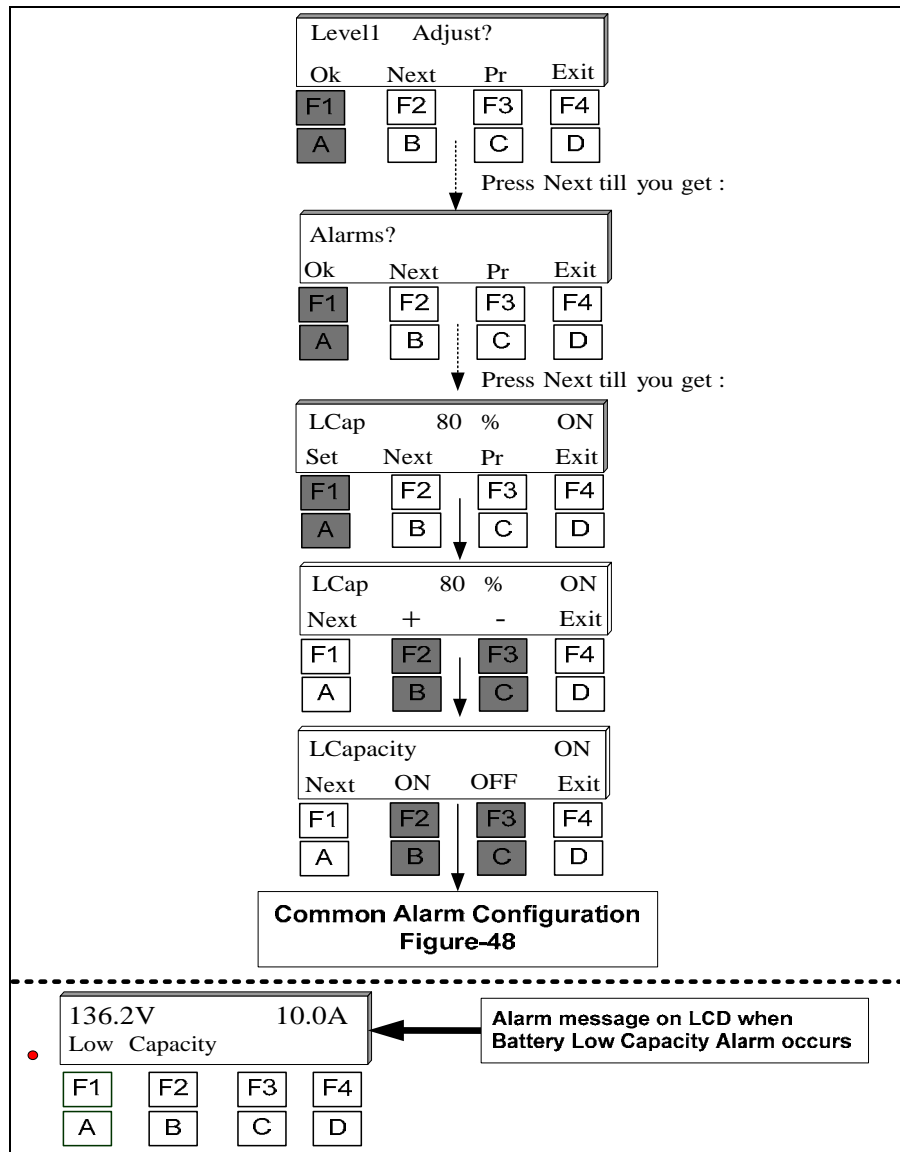 Level1 Adjust?
Ok Next Pr Exit
F1 F2 F3 F4
A B C D
Press Next till you get :
Alarms?
Ok Next Pr Exit
F1 F2 F3 F4
A B C D
Press Next till you get :
LCap 80 % ON
Set Next Pr Exit
F1 F2 F3 F4
A B C D
LCap 80 % ON
Next + - Exit
F1 F2 F3 F4
A B C D
LCapacity ON
Next ON OFF Exit
F1 F2 F3 F4
A B C D
Common Alarm Configuration
Figure-48
136.2V 10.0A
Low Capacity
Alarm message on LCD when
Battery Low Capacity Alarm occurs
F1 F2 F3 F4
A B C D